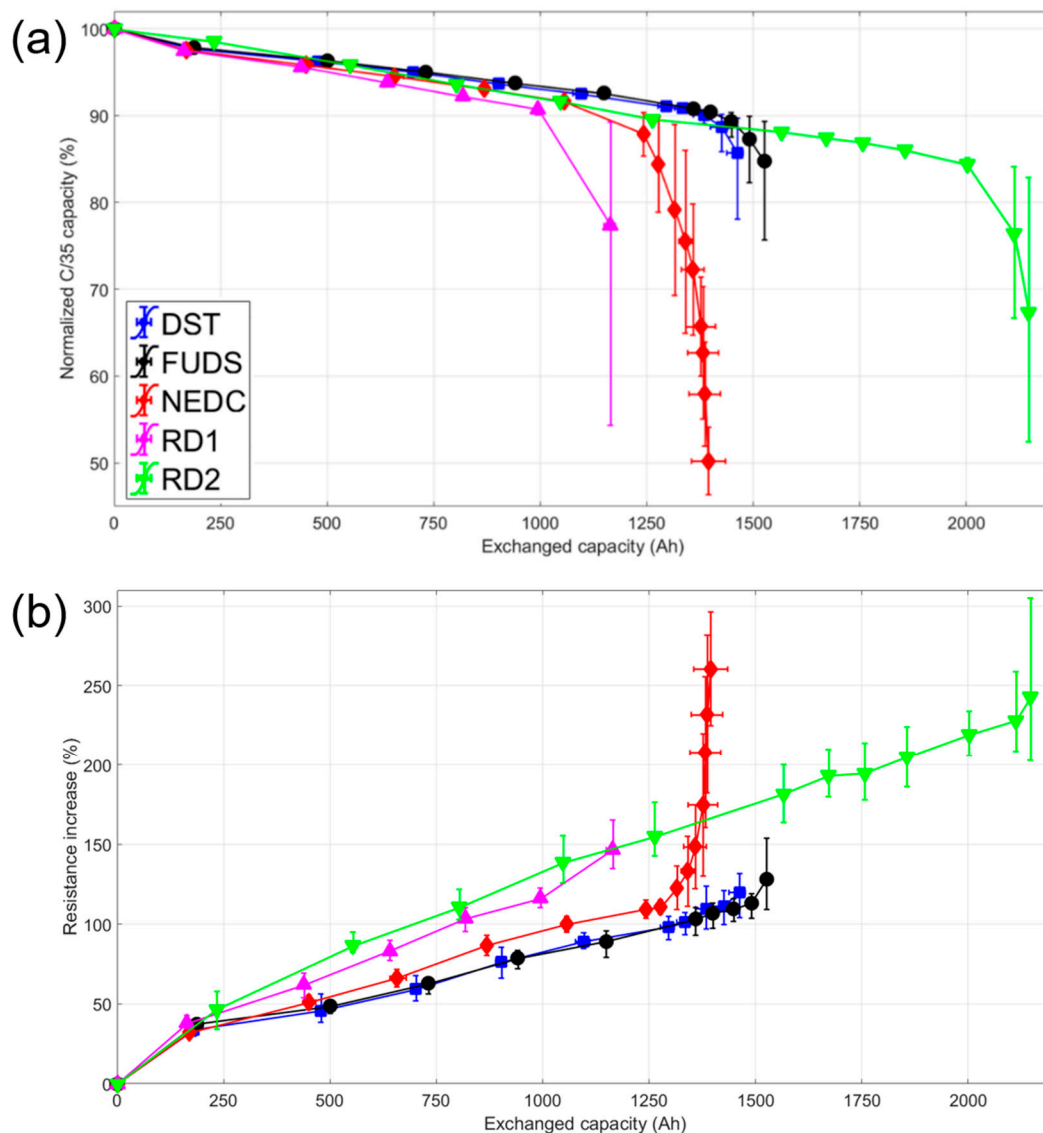 (a)
Normalized C/35 capacity (%)
100
90
80
70
60
50
DST
FUDS
NEDC
RD1
RD2
0
250
500
750
1000
1250
1500
1750
2000
Exchanged capacity (Ah)
(b)
Resistance increase (%)
300
250
200
150
100
50
0
0
250
500
750
1000
1250
1500
1750
2000
Exchanged capacity (Ah)